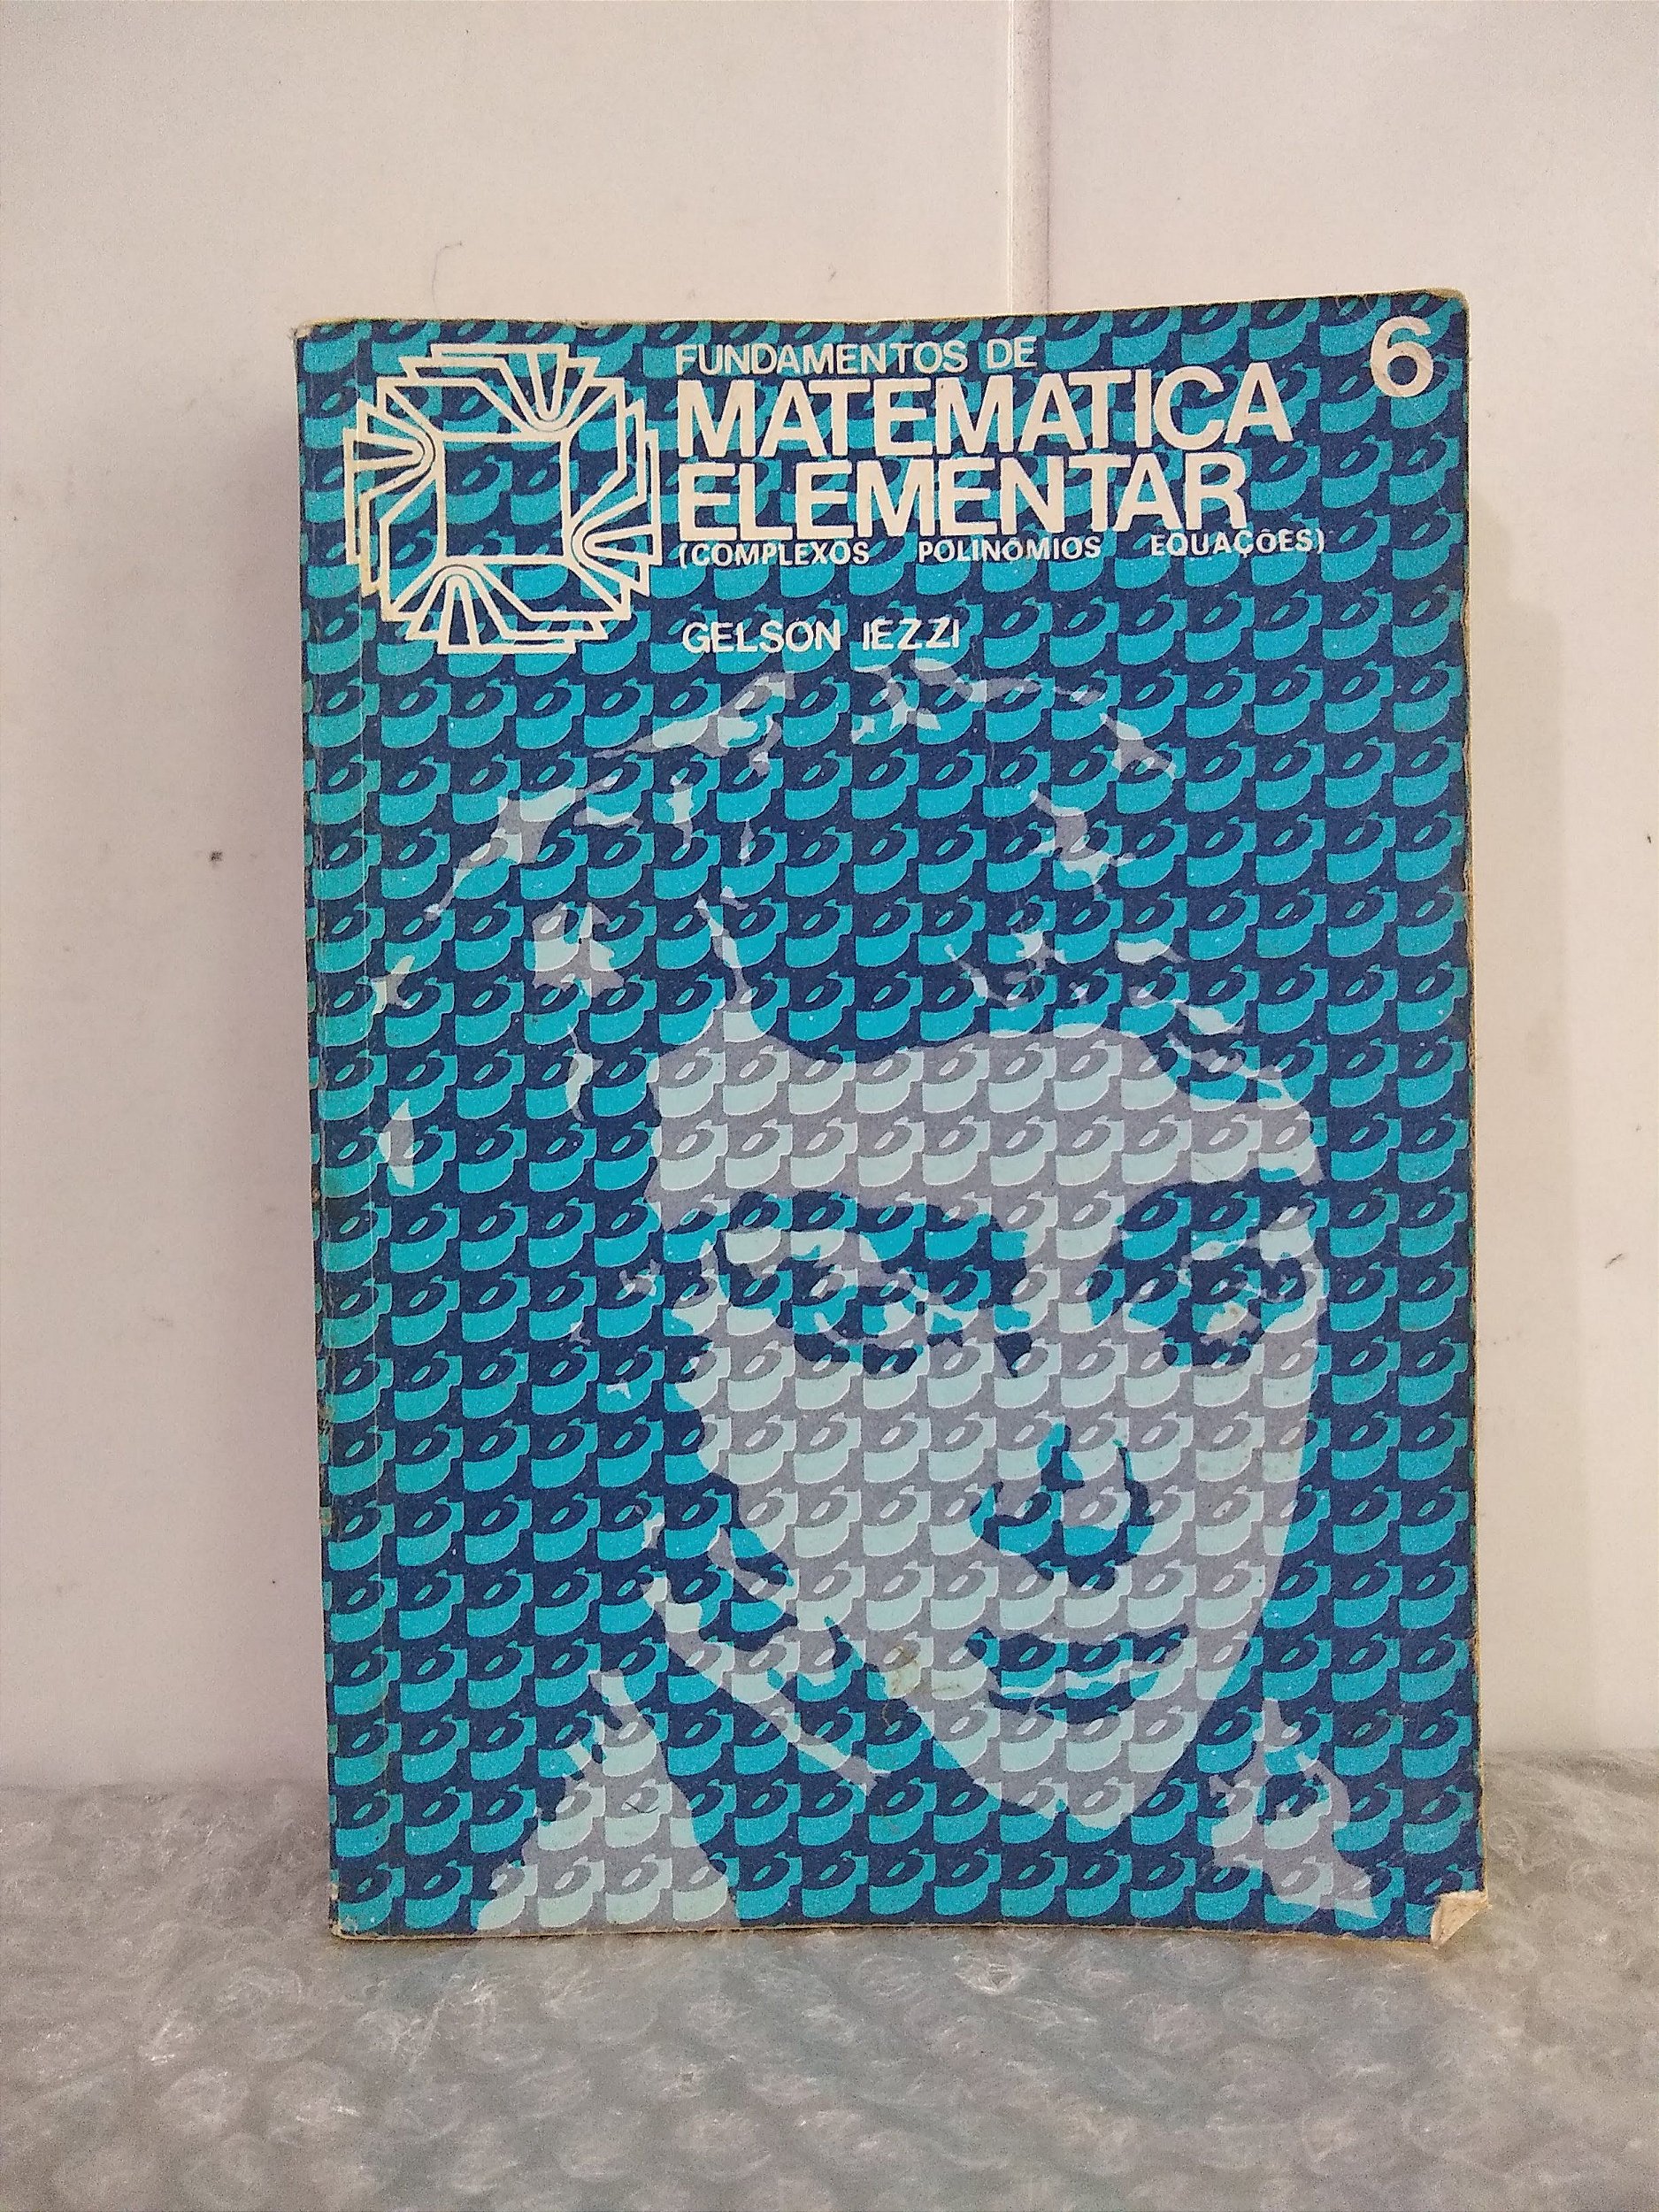 FUNDAMENTOS DE
MATEMATICA
ELEMENTAR
(COMPLEXOS POLINÔMIOS EQUAÇÕES)
GELSON IEZZI
6